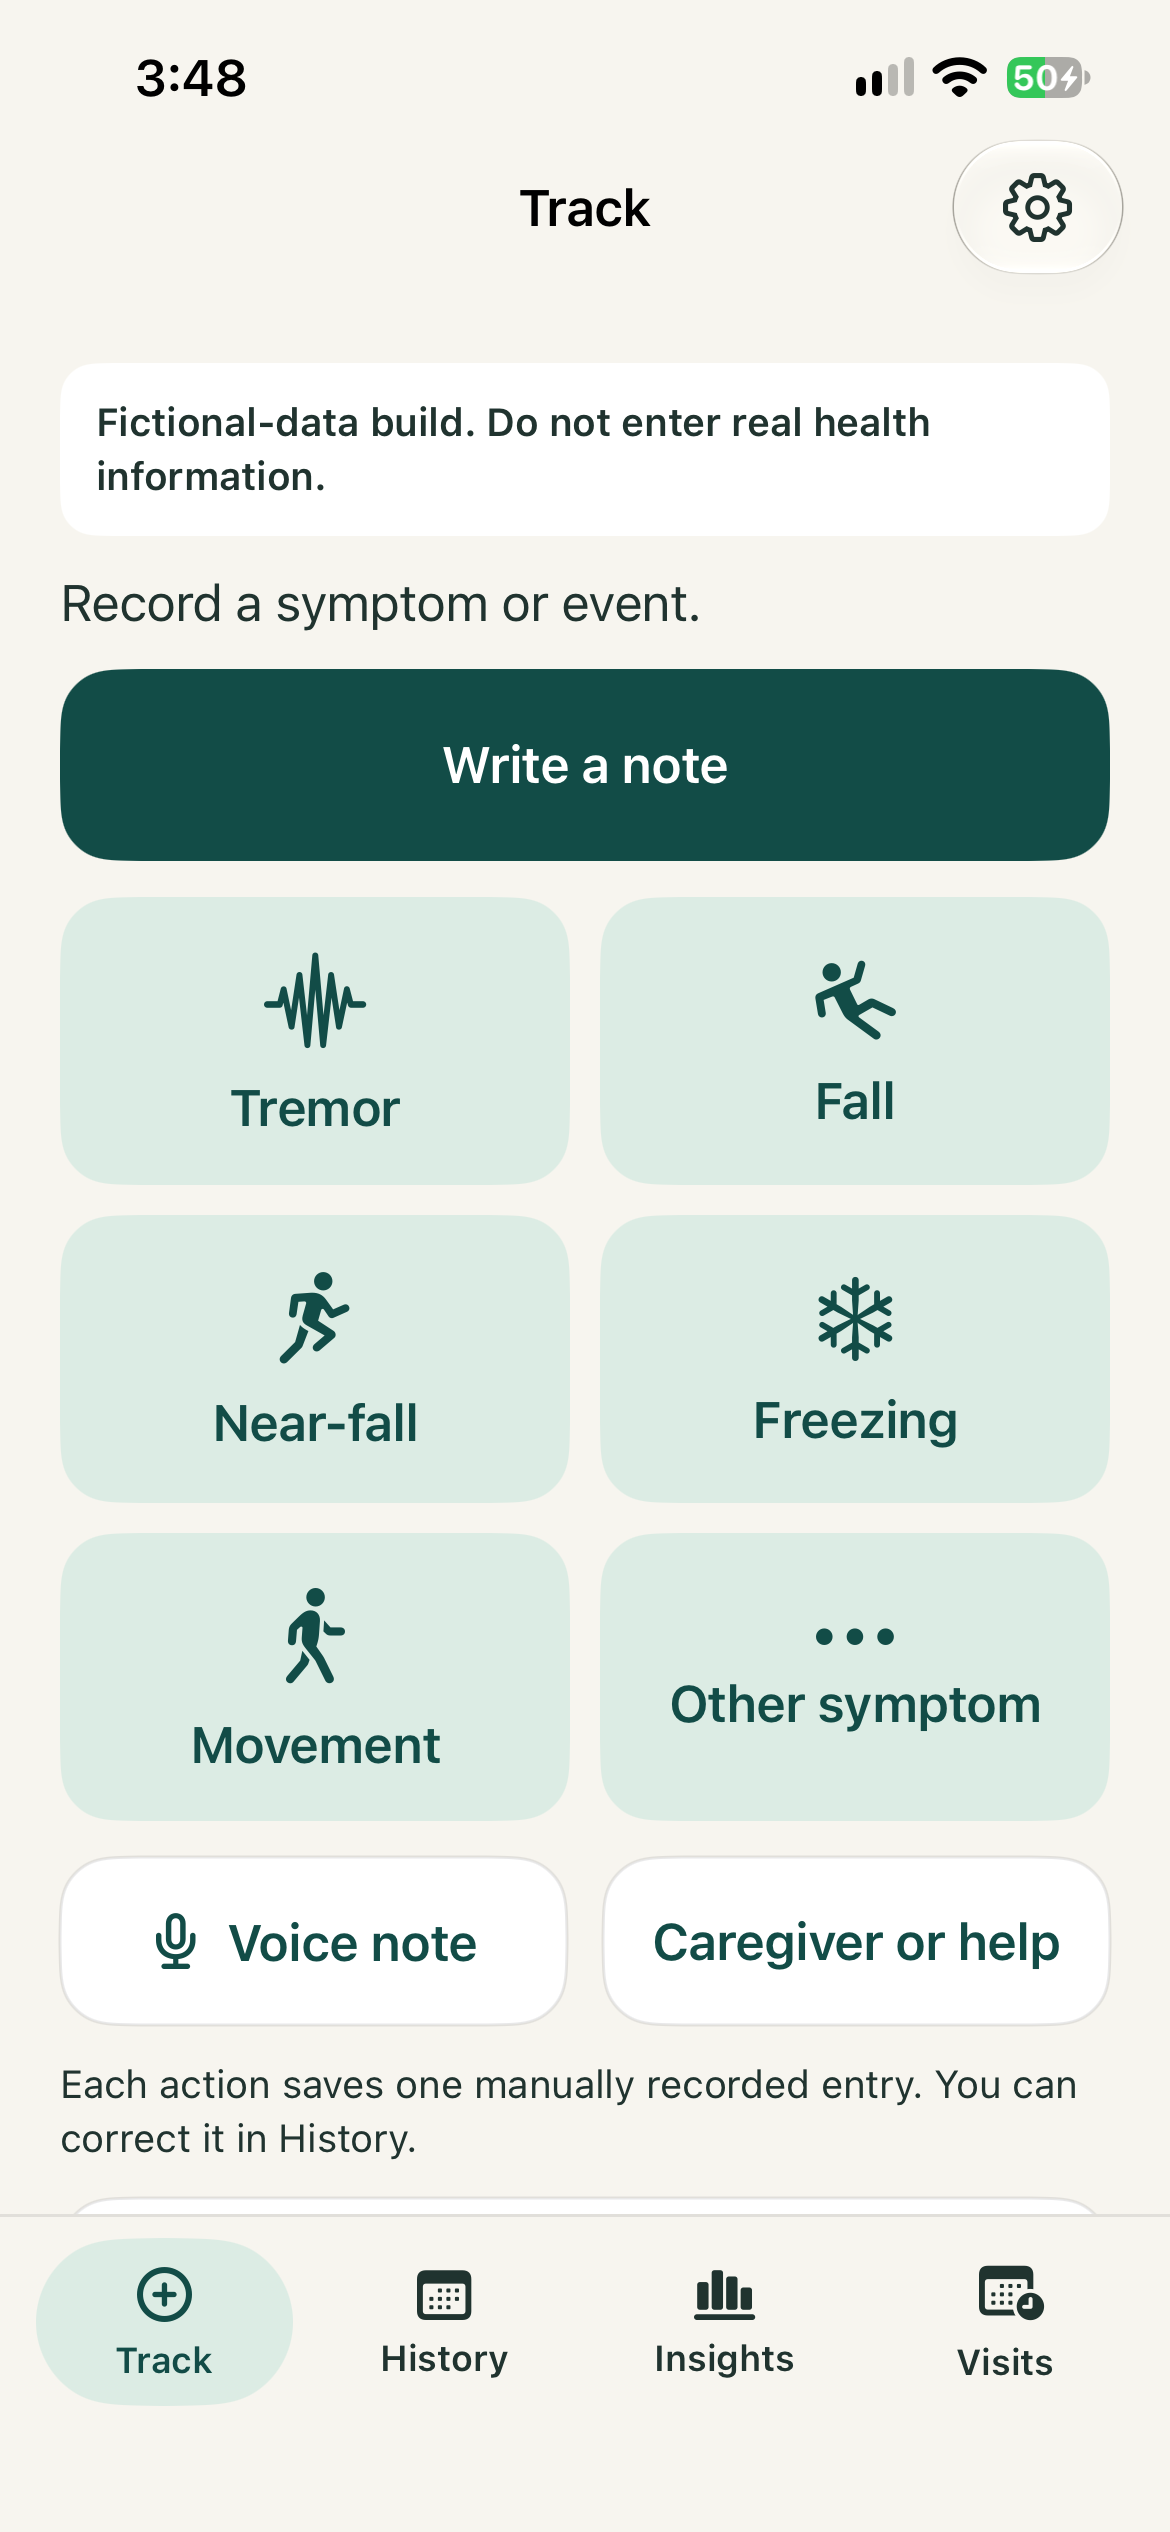 3:48
50
Track
Fictional-data build. Do not enter real health
information.
Record a symptom or event.
Write a note
Tremor
Fall
Near-fall
Freezing
Movement
Other symptom
Voice note
Caregiver or help
Each action saves one manually recorded entry. You can
correct it in History.
Track
History
Insights
Visits